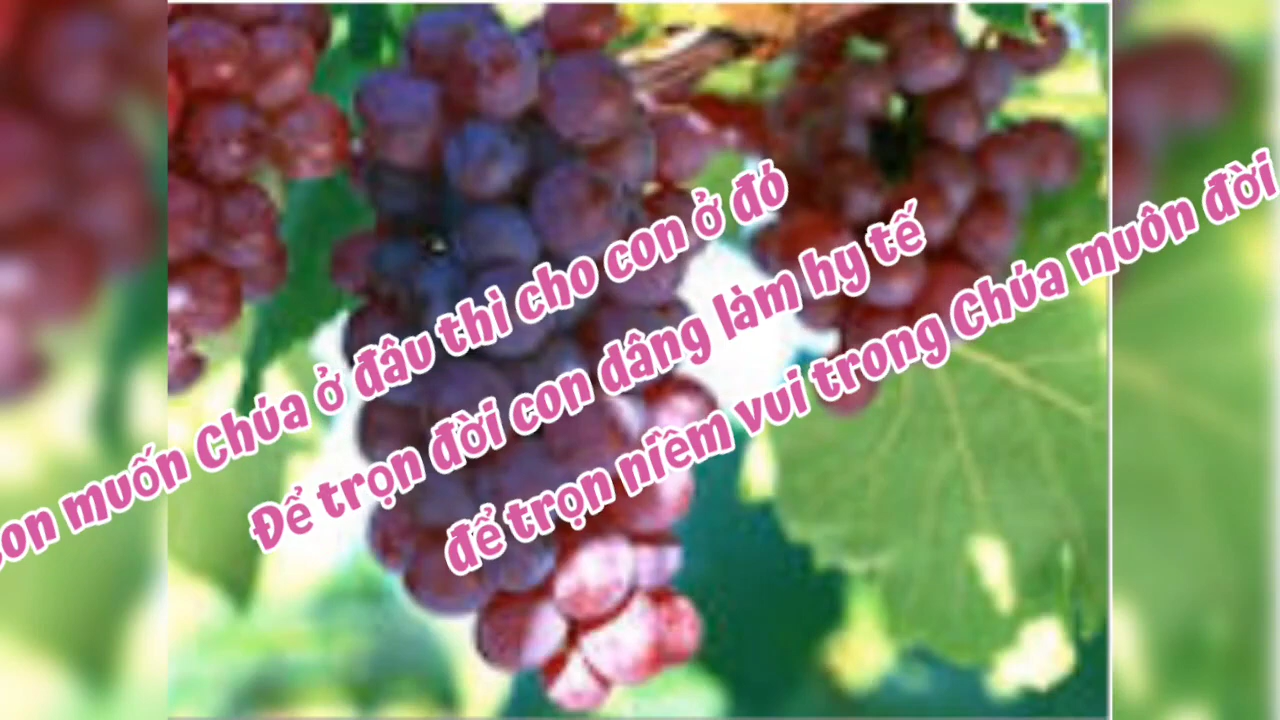 con muốn Chúa ở đâu thì cho con ở đó
Để trọn đời con dâng làm hy tế
để trọn niềm vui trong Chúa muôn đời